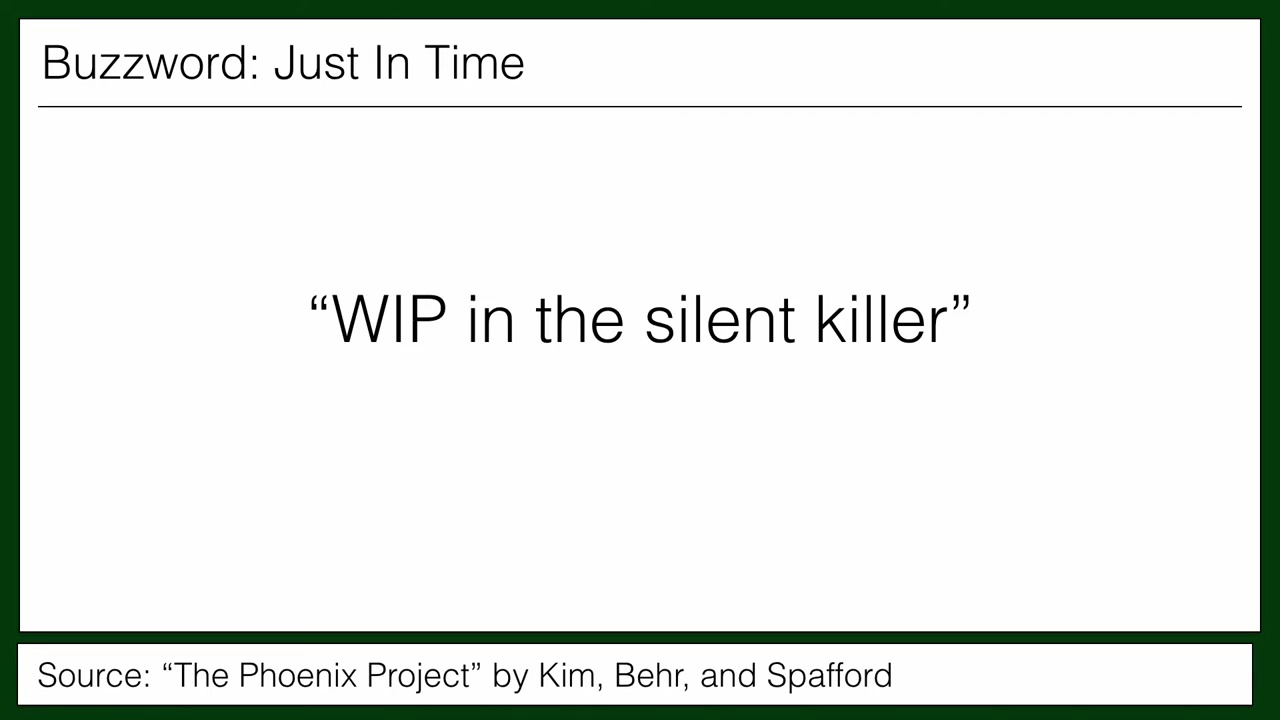 Buzzword: Just In Time
“WIP in the silent killer”
Source: “The Phoenix Project” by Kim, Behr, and Spafford